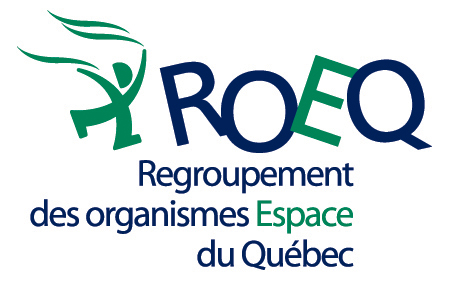 ROEQ
Regroupement
des organismes Espace
du Québec